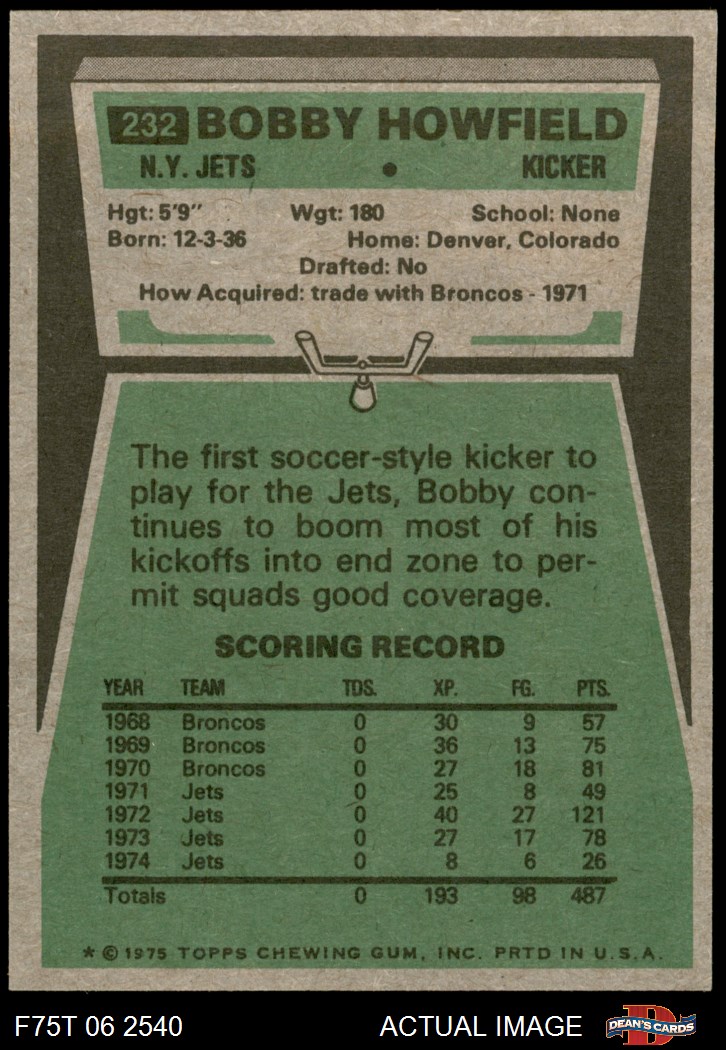 232 BOBBY HOWFIELD
N.Y. JETS • KICKER
Hgt: 5'9" Wgt: 180 School: None
Born: 12-3-36 Home: Denver, Colorado
Drafted: No
How Acquired: trade with Broncos - 1971
The first soccer-style kicker to
play for the Jets, Bobby con-
tinues to boom most of his
kickoffs into end zone to per-
mit squads good coverage.
SCORING RECORD
YEAR TEAM TDS. XP. FG. PTS.
1968 Broncos 0 30 9 57
1969 Broncos 0 36 13 75
1970 Broncos 0 27 18 81
1971 Jets 0 25 8 49
1972 Jets 0 40 27 121
1973 Jets 0 27 17 78
1974 Jets 0 8 6 26
Totals 0 193 98 487
* © 1975 TOPPS CHEWING GUM, INC. PRTD IN U.S.A.
F75T 06 2540 ACTUAL IMAGE D DEAN'S CARDS